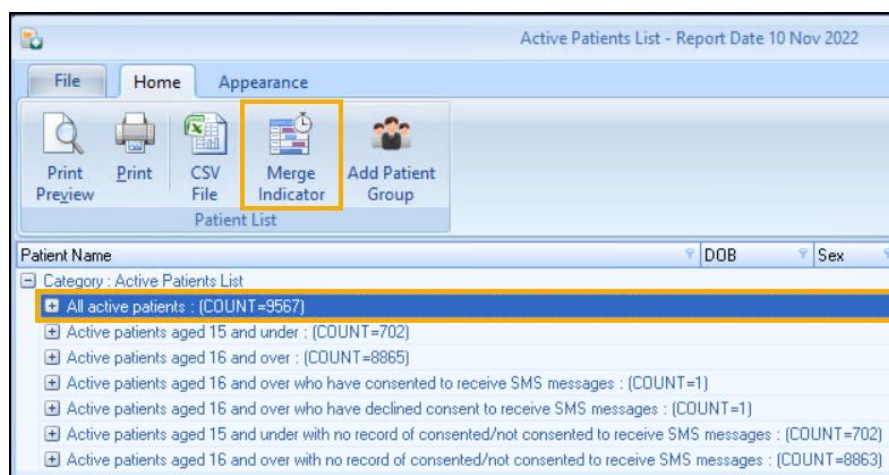 Active Patients List - Report Date 10 Nov 2022
File Home Appearance
Print Preview Print CSV File Merge Indicator Add Patient Group
Patient List
Patient Name DOB Sex
Category : Active Patients List
All active patients : (COUNT=9567)
Active patients aged 15 and under : (COUNT=702)
Active patients aged 16 and over : (COUNT=8865)
Active patients aged 16 and over who have consented to receive SMS messages : (COUNT=1)
Active patients aged 16 and over who have declined consent to receive SMS messages : (COUNT=1)
Active patients aged 15 and under with no record of consented/not consented to receive SMS messages : (COUNT=702)
Active patients aged 16 and over with no record of consented/not consented to receive SMS messages : (COUNT=8863)